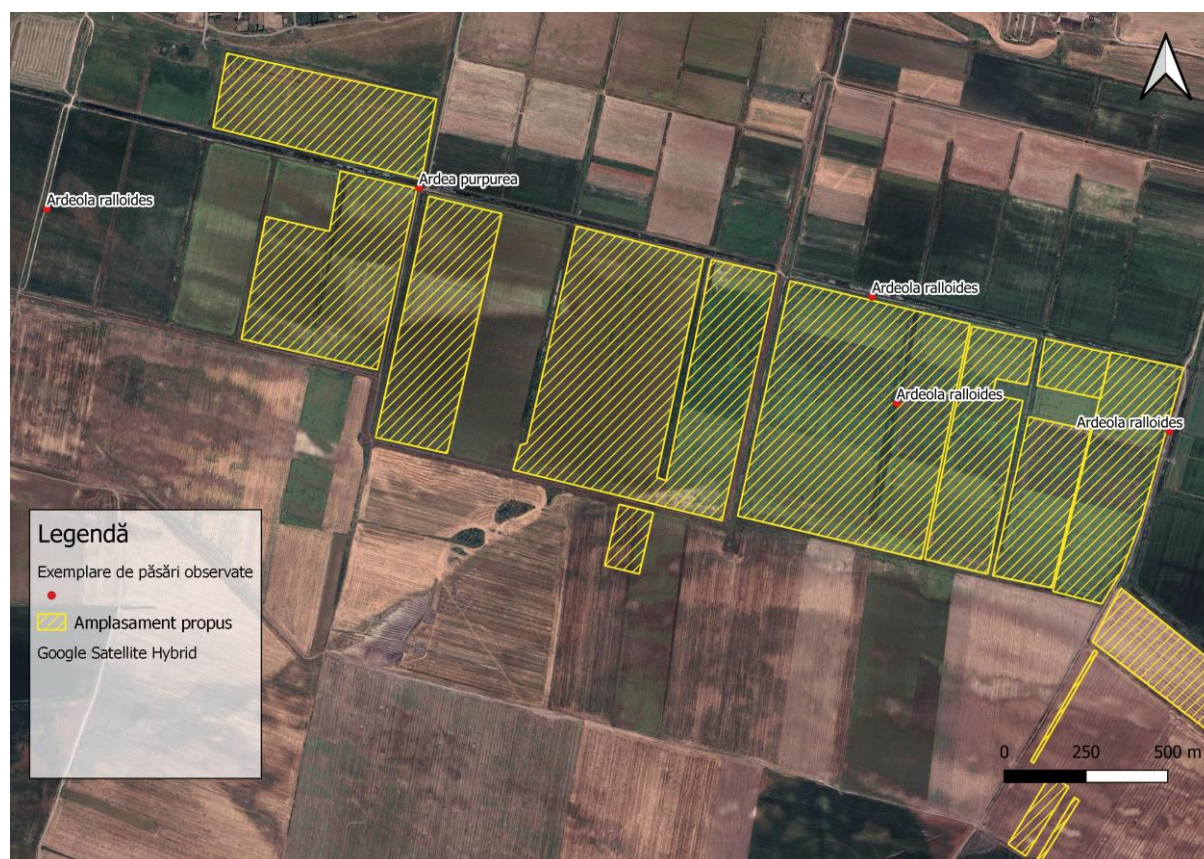 Ardea purpurea
Ardeola ralloides
Ardeola ralloides
Ardeola ralloides
Ardeola ralloides
Legendă
Exemplare de păsări observate
Amplasament propus
Google Satellite Hybrid
0 250 500 m